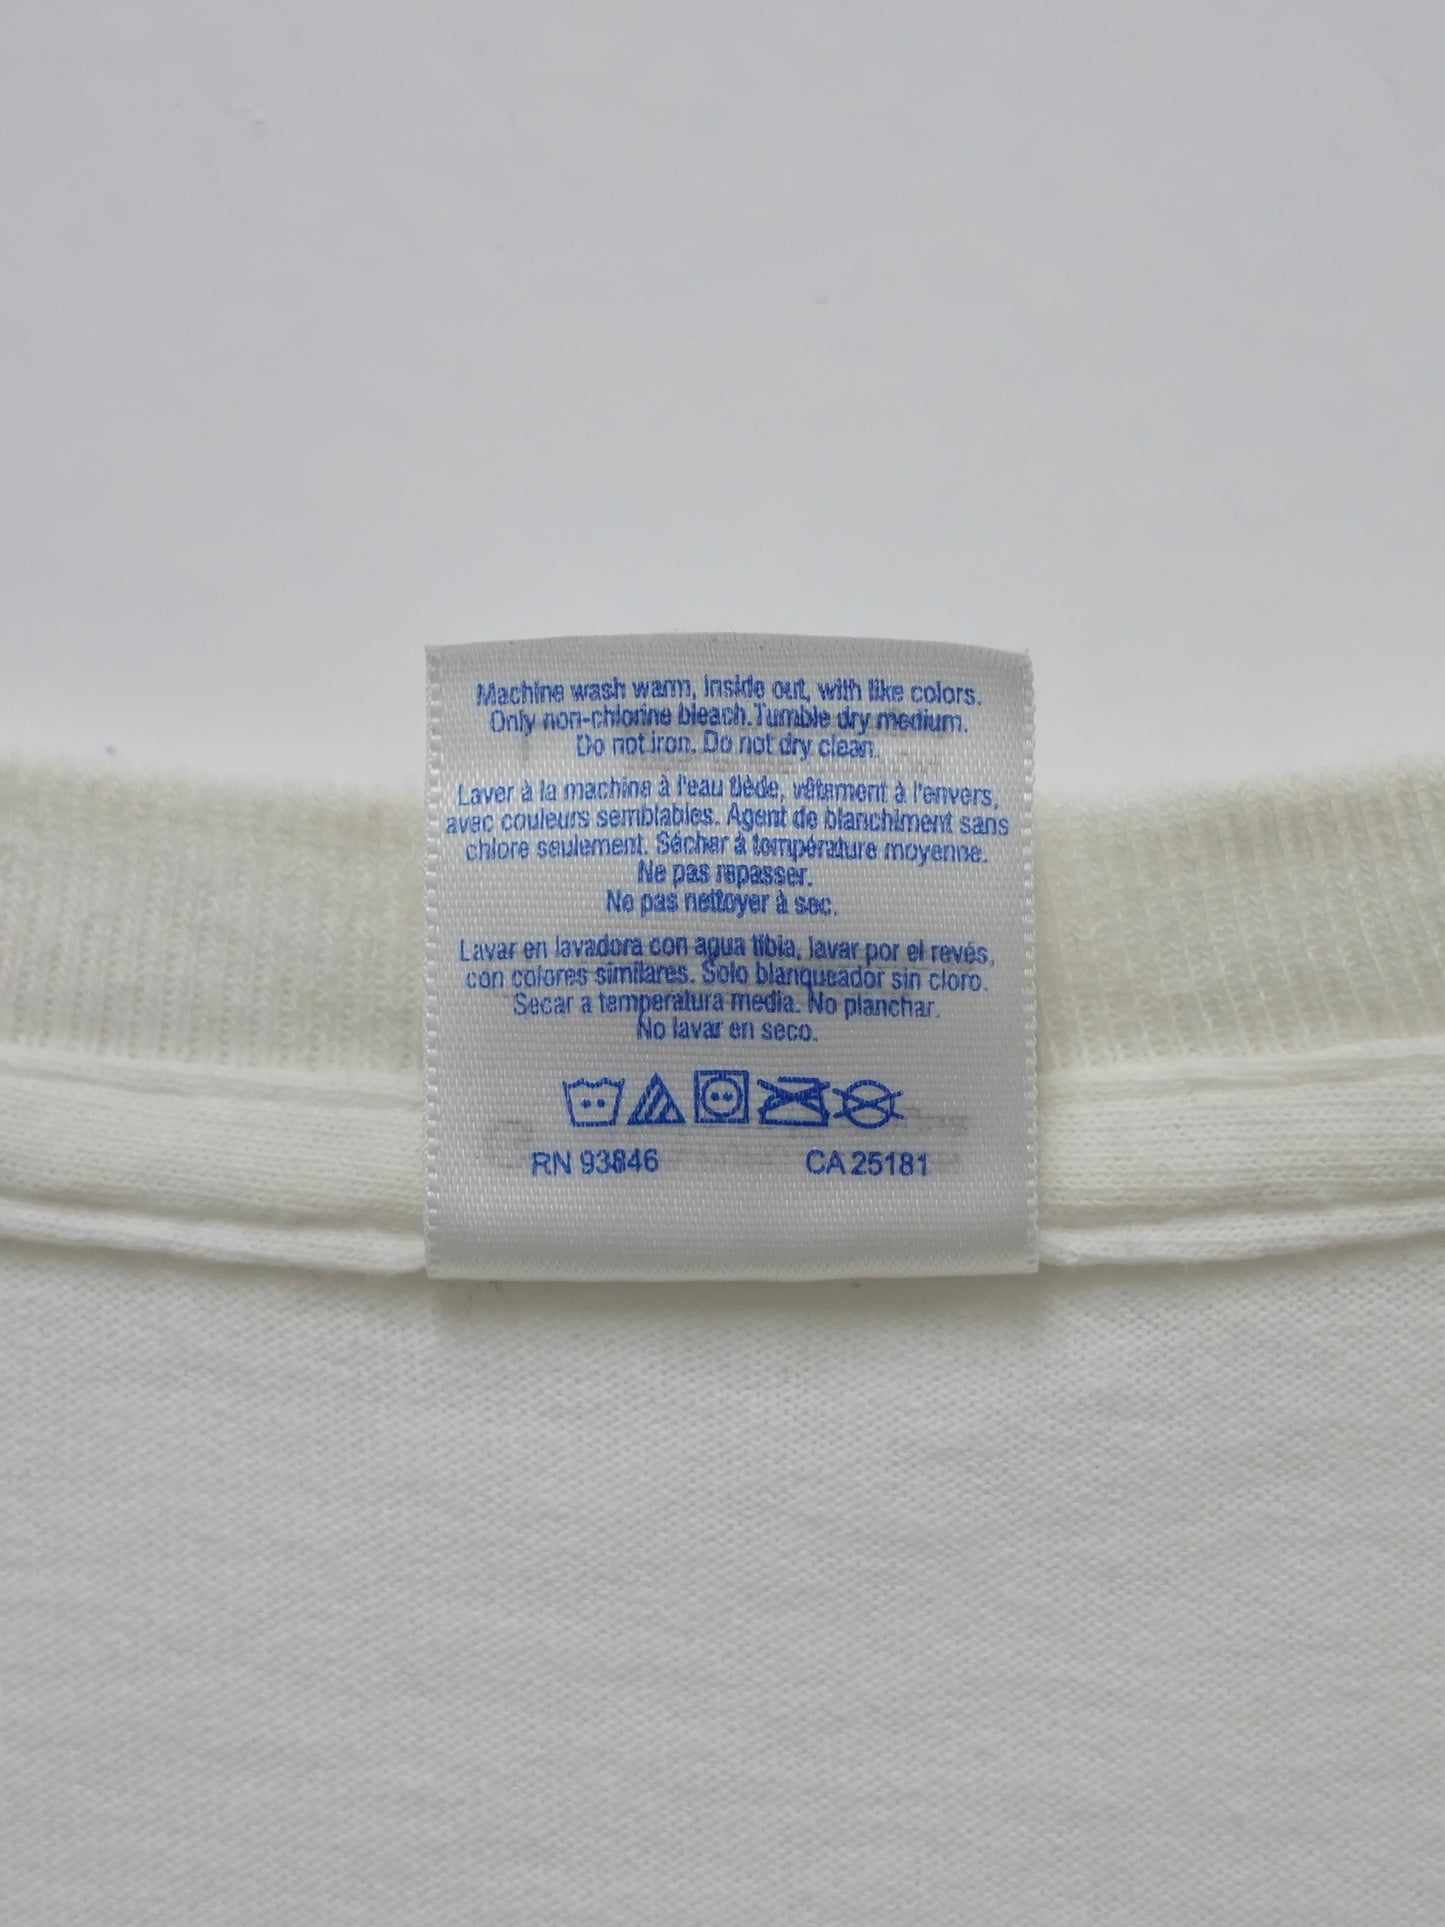 Machine wash warm, inside out, with like colors.
Only non-chlorine bleach. Tumble dry medium.
Do not iron. Do not dry clean.
Laver à la machine à l'eau tiède, vêtement à l'envers,
avec couleurs semblables. Agent de blanchiment sans
chlore seulement. Sécher à température moyenne.
Ne pas repasser.
Ne pas nettoyer à sec.
Lavar en lavadora con agua tibia, lavar por el revés,
con colores similares. Solo blanqueador sin cloro.
Secar a temperatura media. No planchar.
No lavar en seco.
RN 93846 CA 25181